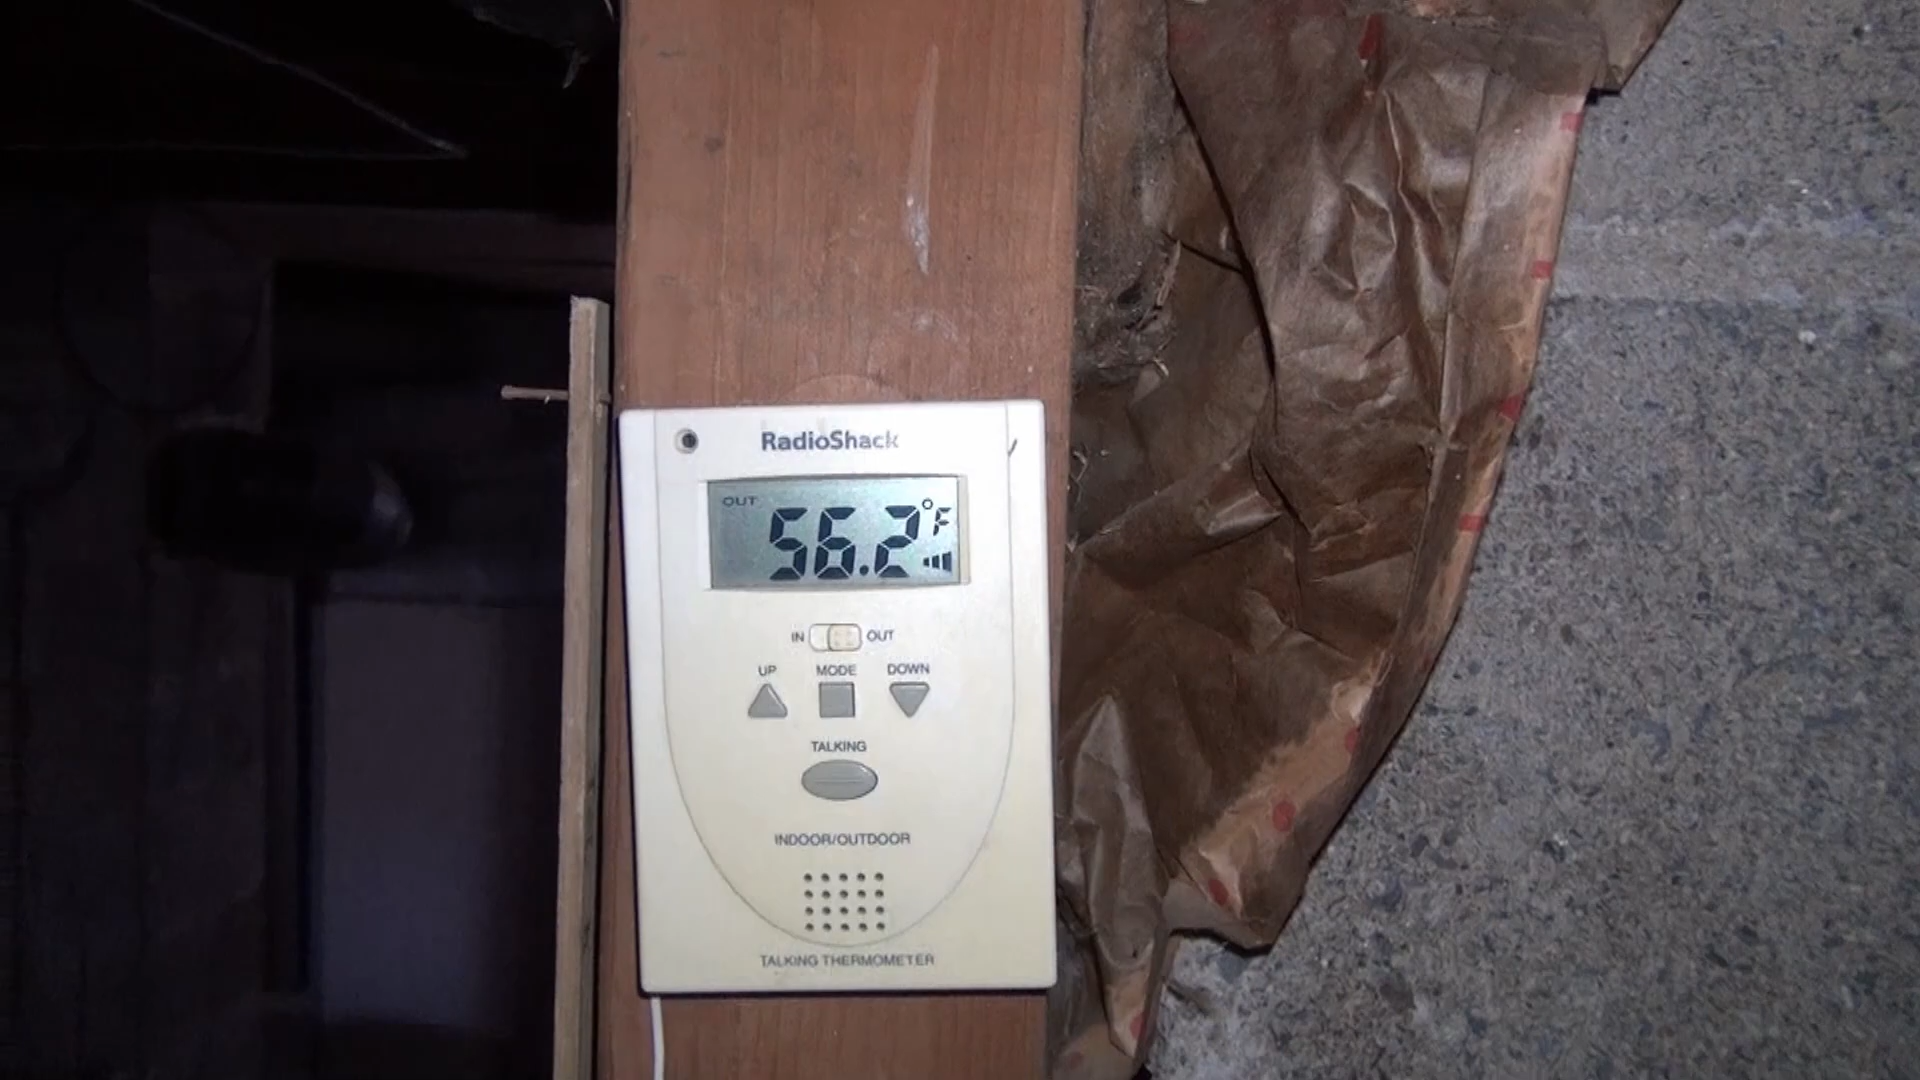 RadioShack
OUT
56.2°F
IN OUT
UP MODE DOWN
TALKING
INDOOR/OUTDOOR
TALKING THERMOMETER